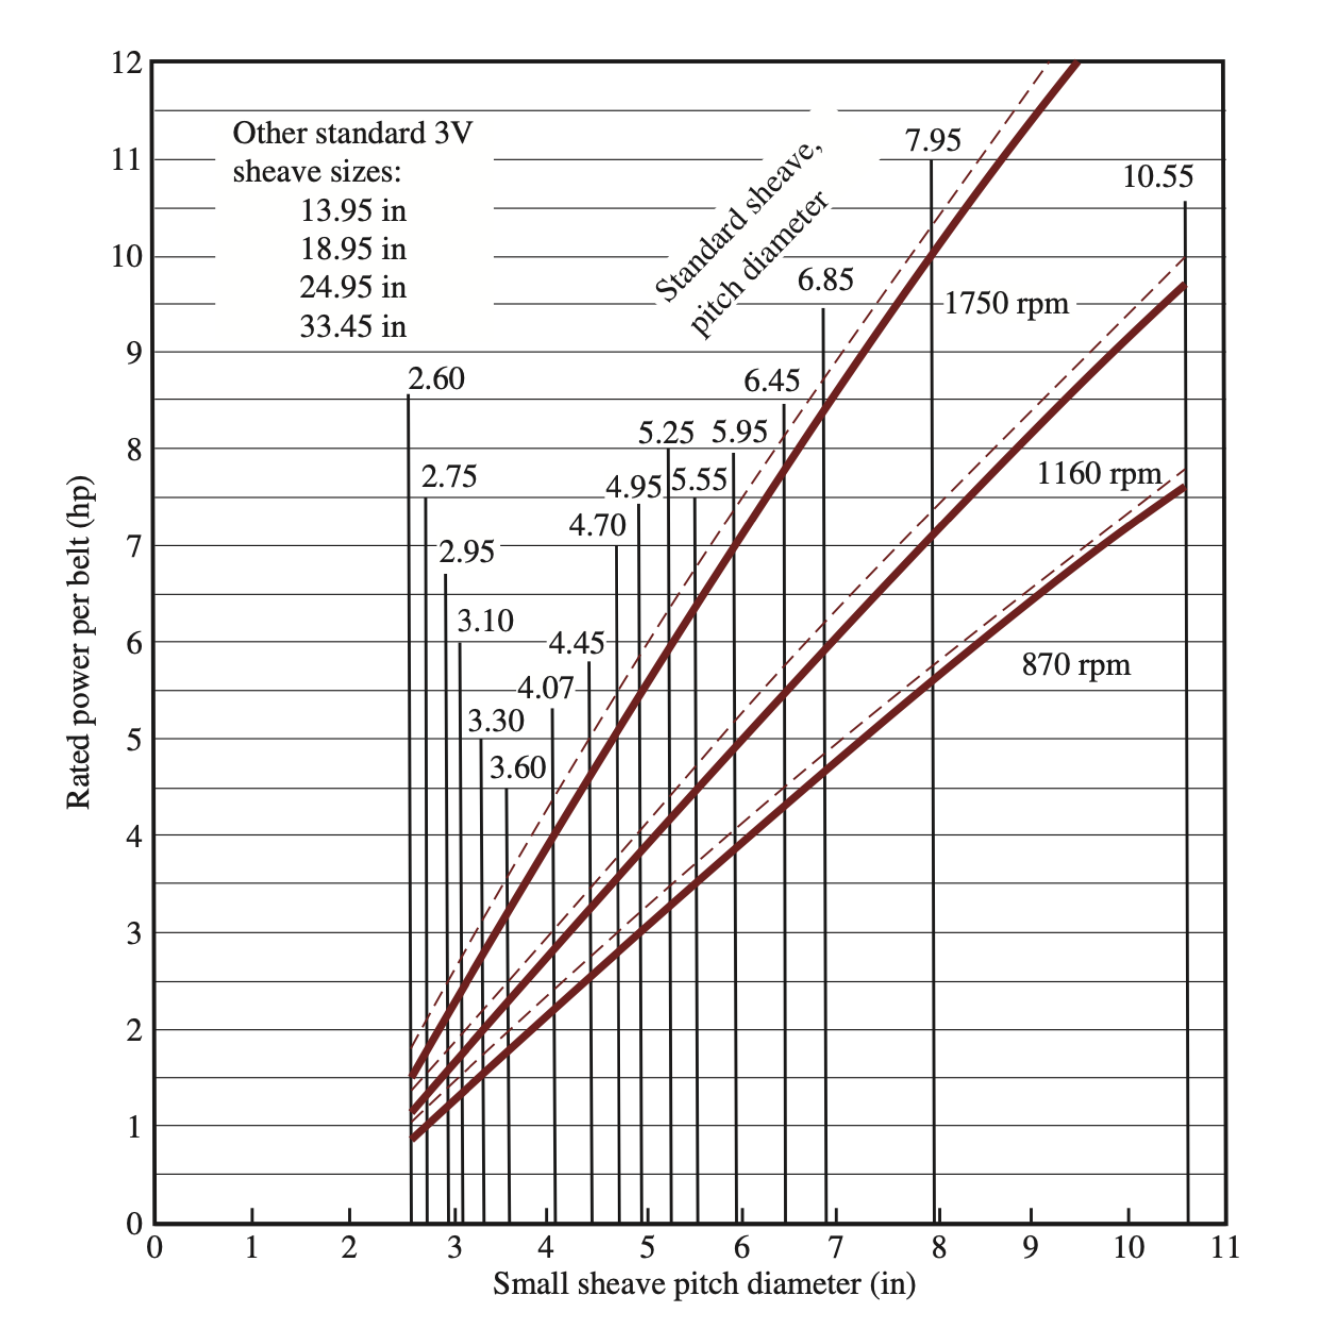 12
11
10
9
8
7
6
5
4
3
2
1
0
Rated power per belt (hp)
Other standard 3V
sheave sizes:
13.95 in
18.95 in
24.95 in
33.45 in
Standard sheave,
pitch diameter
2.60
2.75
2.95
3.10
3.30
3.60
4.07
4.45
4.70
4.95
5.25
5.55
5.95
6.45
6.85
7.95
10.55
1750 rpm
1160 rpm
870 rpm
0 1 2 3 4 5 6 7 8 9 10 11
Small sheave pitch diameter (in)